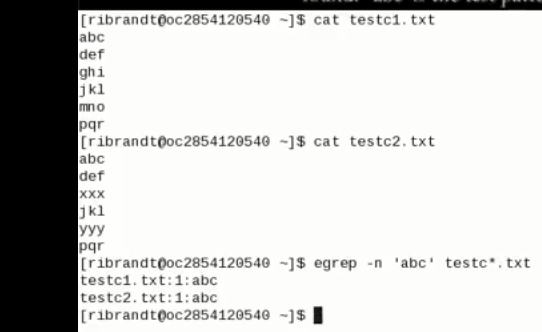 [ribrandt@oc2854120540 ~]$ cat testc1.txt
abc
def
ghi
jkl
mno
pqr
[ribrandt@oc2854120540 ~]$ cat testc2.txt
abc
def
xxx
jkl
yyy
pqr
[ribrandt@oc2854120540 ~]$ egrep -n 'abc' testc*.txt
testc1.txt:1:abc
testc2.txt:1:abc
[ribrandt@oc2854120540 ~]$